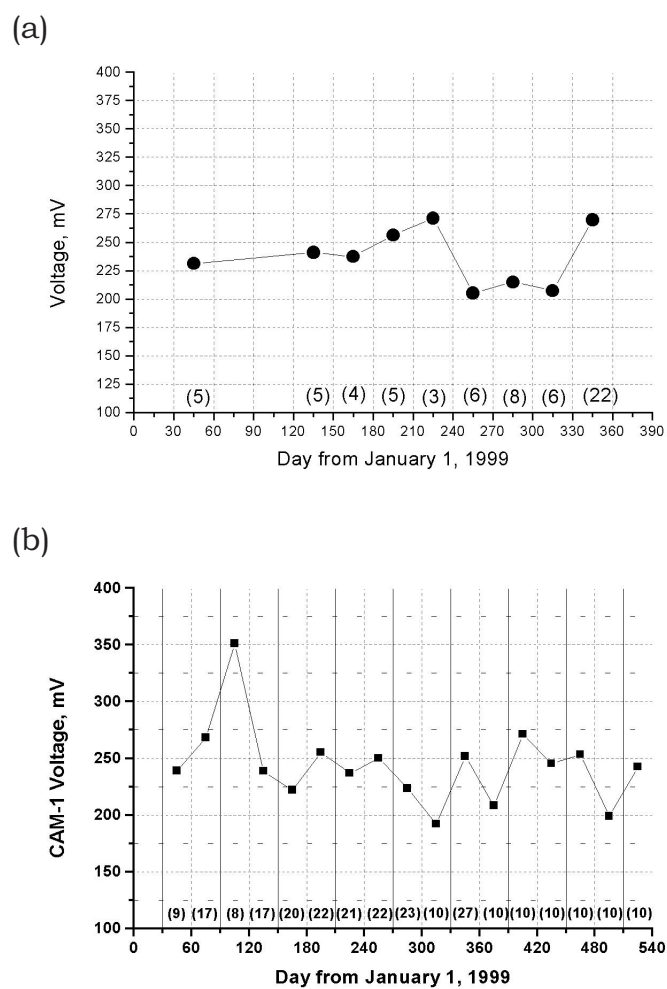 (a)
400
375
350
325
300
275
250
225
200
175
150
125
100
Voltage, mV
(5) (5) (4) (5) (3) (6) (8) (6) (22)
0 30 60 90 120 150 180 210 240 270 300 330 360 390
Day from January 1, 1999
(b)
400
350
300
250
200
150
100
CAM-1 Voltage, mV
(9) (17) (8) (17) (20) (22) (21) (22) (23) (10) (27) (10) (10) (10) (10) (10) (10)
0 60 120 180 240 300 360 420 480 540
Day from January 1, 1999